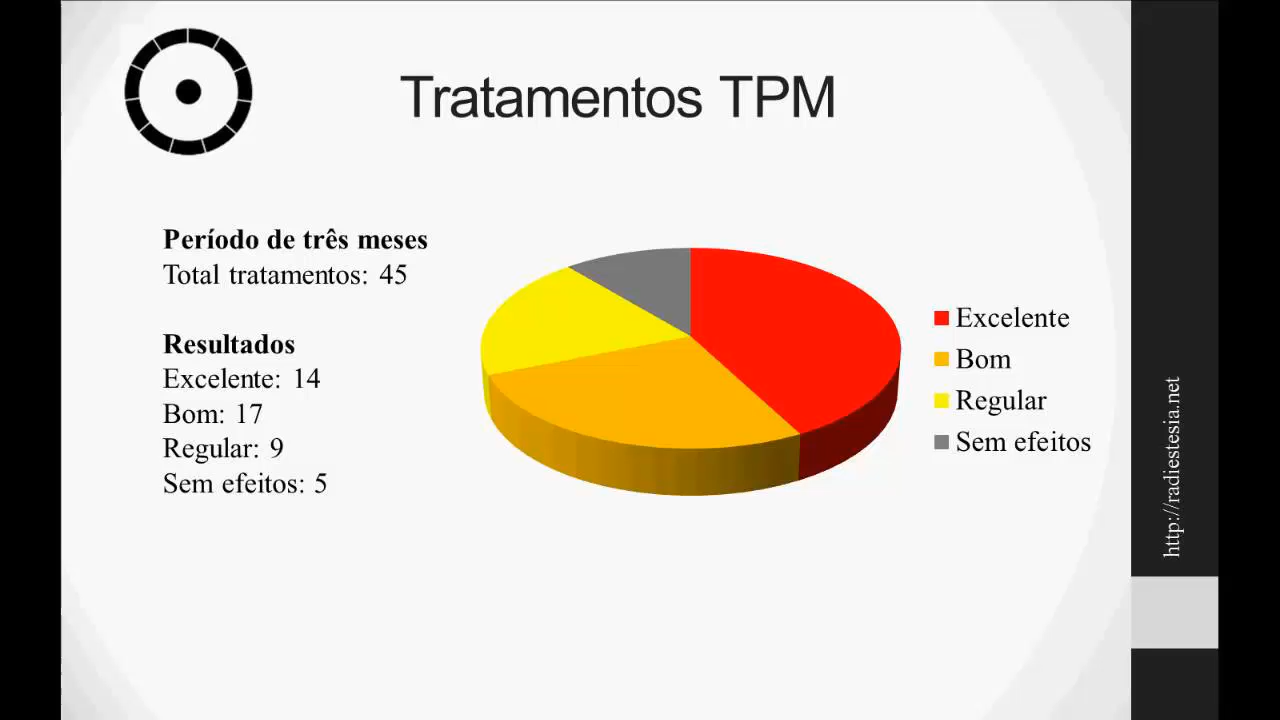 Tratamentos TPM
Período de três meses
Total tratamentos: 45
Resultados
Excelente: 14
Bom: 17
Regular: 9
Sem efeitos: 5
Excelente
Bom
Regular
Sem efeitos
http://radiestesia.net